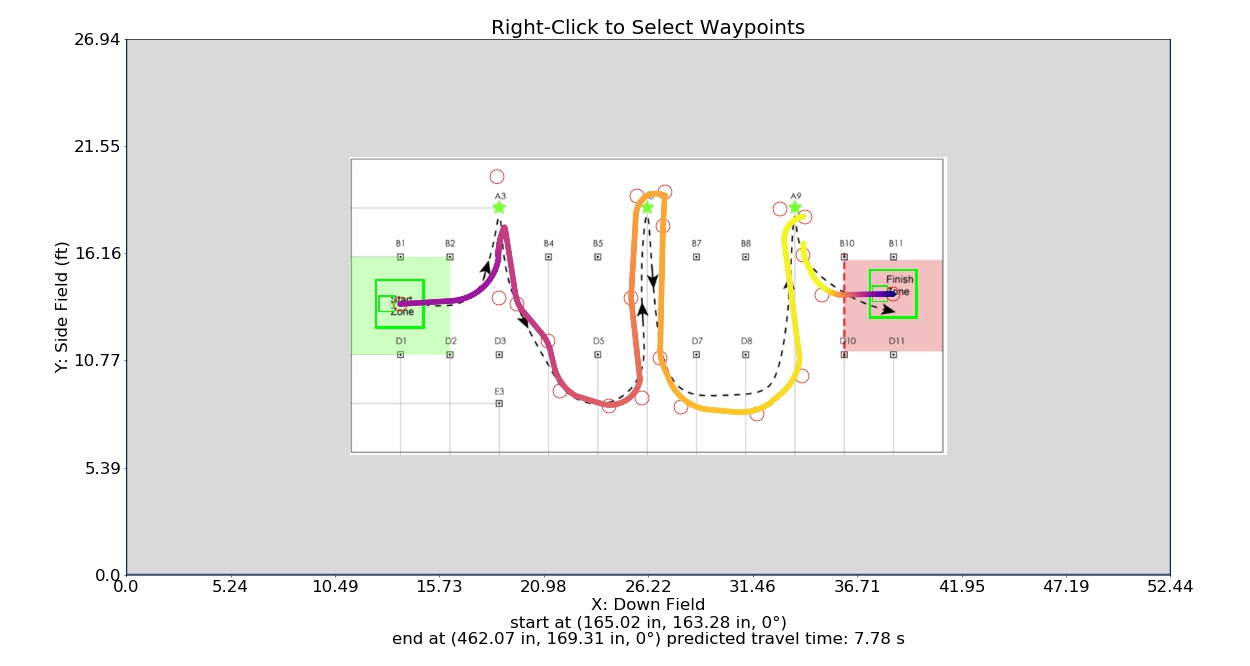 Right-Click to Select Waypoints
26.94
21.55
16.16
10.77
5.39
0.0
Y: Side Field (ft)
A3
A9
B1 B2 B4 B5 B7 B8 B10 B11
Start
Zone
Finish
Zone
D1 D2 D3 D5 D7 D8 D10 D11
E3
0.0 5.24 10.49 15.73 20.98 26.22 31.46 36.71 41.95 47.19 52.44
X: Down Field
start at (165.02 in, 163.28 in, 0°)
end at (462.07 in, 169.31 in, 0°) predicted travel time: 7.78 s